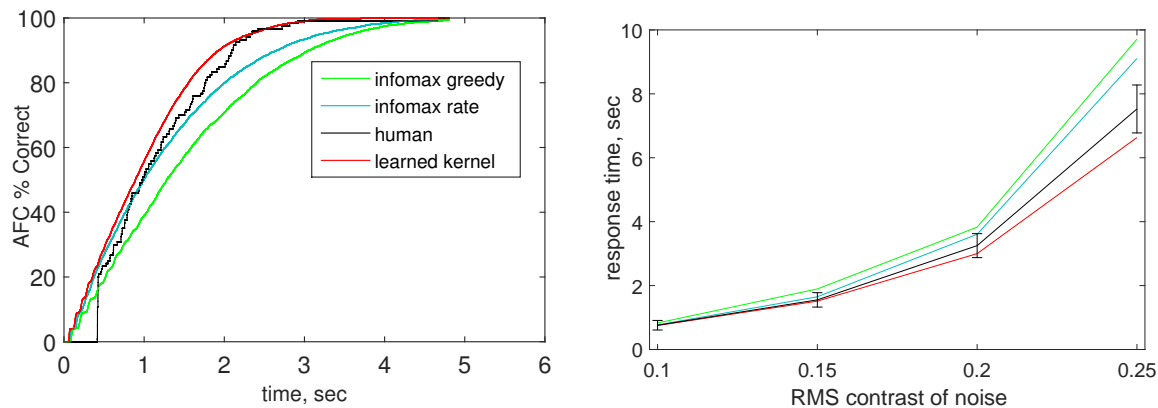 AFC % Correct
100
80
60
40
20
0
infomax greedy
infomax rate
human
learned kernel
0 1 2 3 4 5 6
time, sec
response time, sec
10
8
6
4
2
0
0.1 0.15 0.2 0.25
RMS contrast of noise